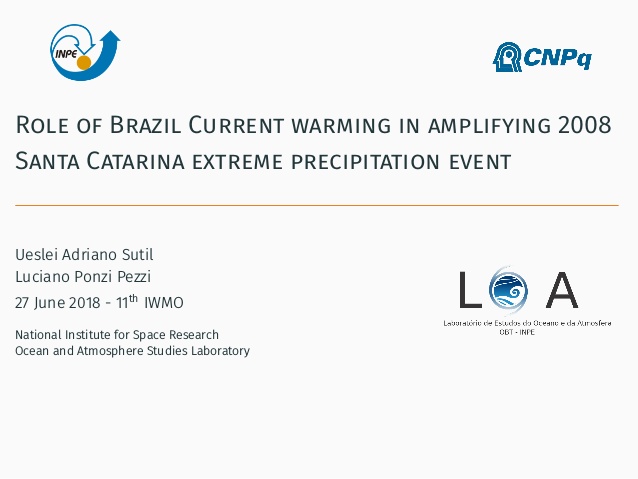 INPE
CNPq
Role of Brazil Current warming in amplifying 2008
Santa Catarina extreme precipitation event
Ueslei Adriano Sutil
Luciano Ponzi Pezzi
27 June 2018 - 11th IWMO
National Institute for Space Research
Ocean and Atmosphere Studies Laboratory
LOA
Laboratório de Estudos do Oceano e da Atmosfera
OBT - INPE